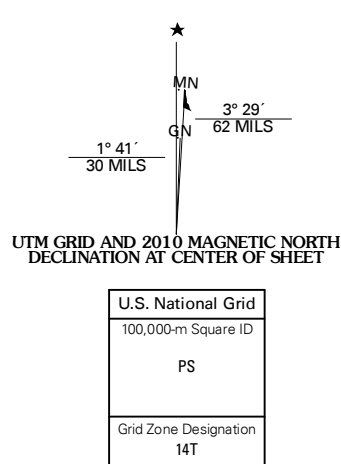 MN
3° 29´
62 MILS
GN
1° 41´
30 MILS
UTM GRID AND 2010 MAGNETIC NORTH
DECLINATION AT CENTER OF SHEET
U.S. National Grid
100,000-m Square ID
PS
Grid Zone Designation
14T